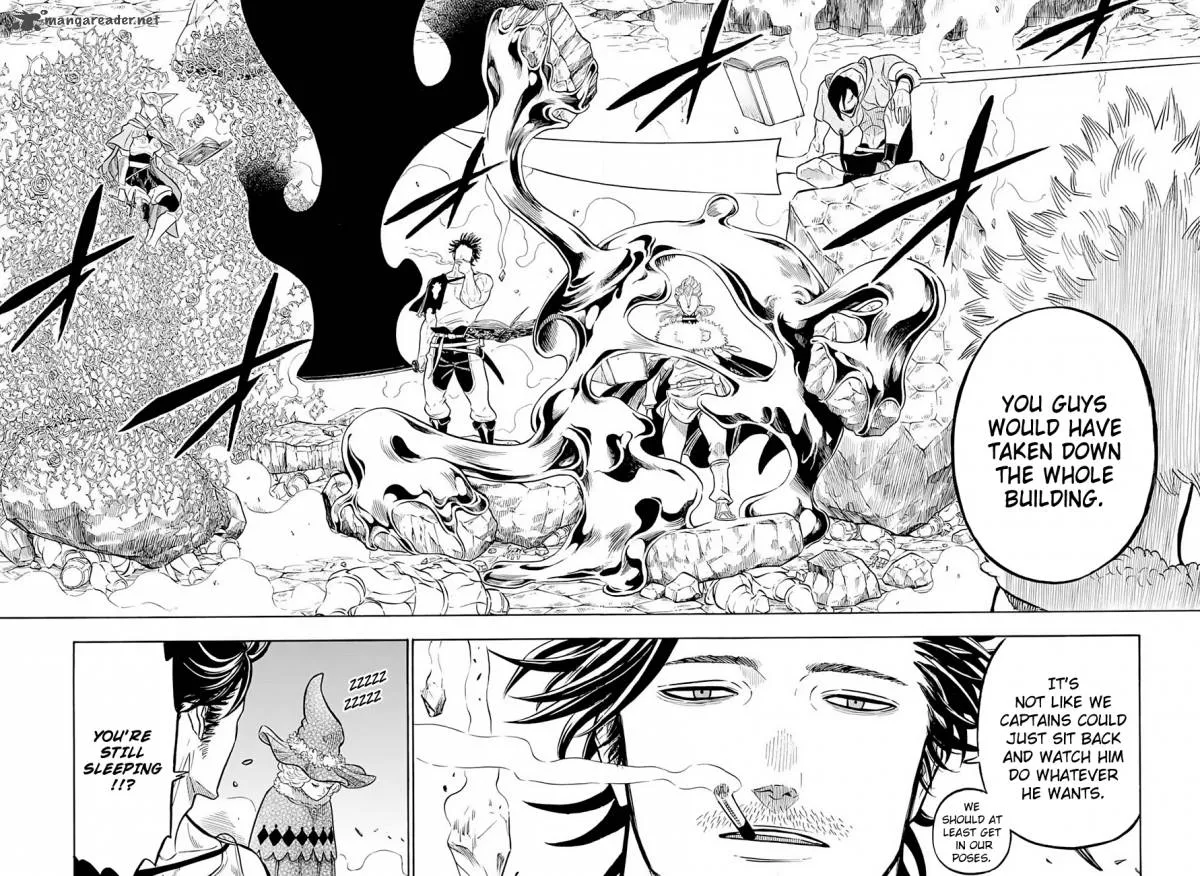 mangareader.net
YOU GUYS
WOULD HAVE
TAKEN DOWN
THE WHOLE
BUILDING.
IT'S
NOT LIKE WE
CAPTAINS COULD
JUST SIT BACK
AND WATCH HIM
DO WHATEVER
HE WANTS.
WE
SHOULD AT
LEAST GET
IN OUR
POSES.
ZZZZZ
ZZZZZ
YOU'RE
STILL
SLEEPING
!!?